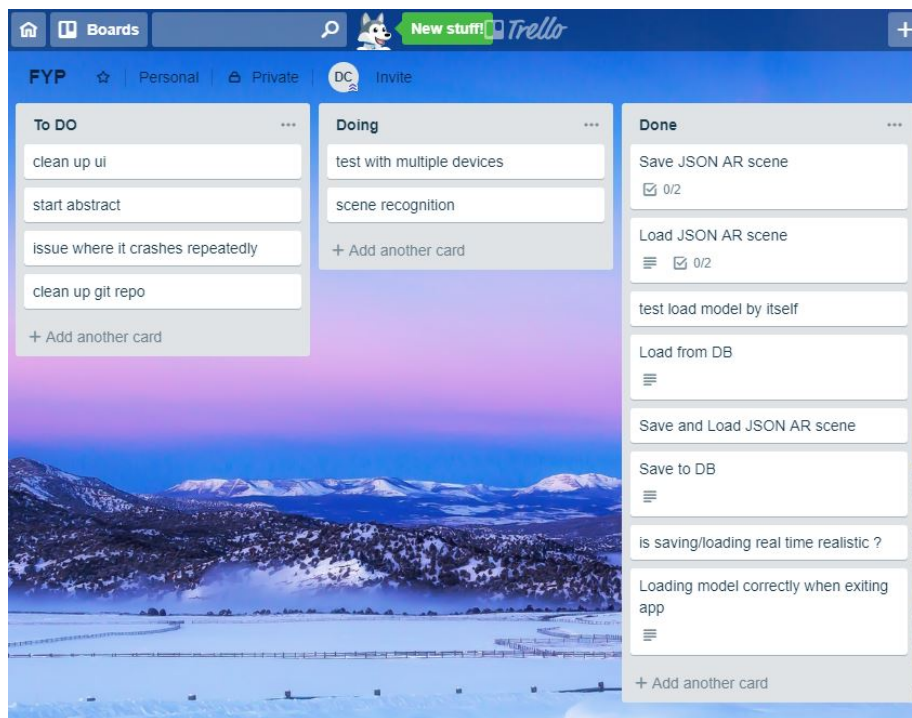 Boards
New stuff!
Trello
FYP
Personal
Private
DC
Invite
To DO
clean up ui
start abstract
issue where it crashes repeatedly
clean up git repo
+ Add another card
Doing
test with multiple devices
scene recognition
+ Add another card
Done
Save JSON AR scene
0/2
Load JSON AR scene
0/2
test load model by itself
Load from DB
Save and Load JSON AR scene
Save to DB
is saving/loading real time realistic ?
Loading model correctly when exiting
app
+ Add another card